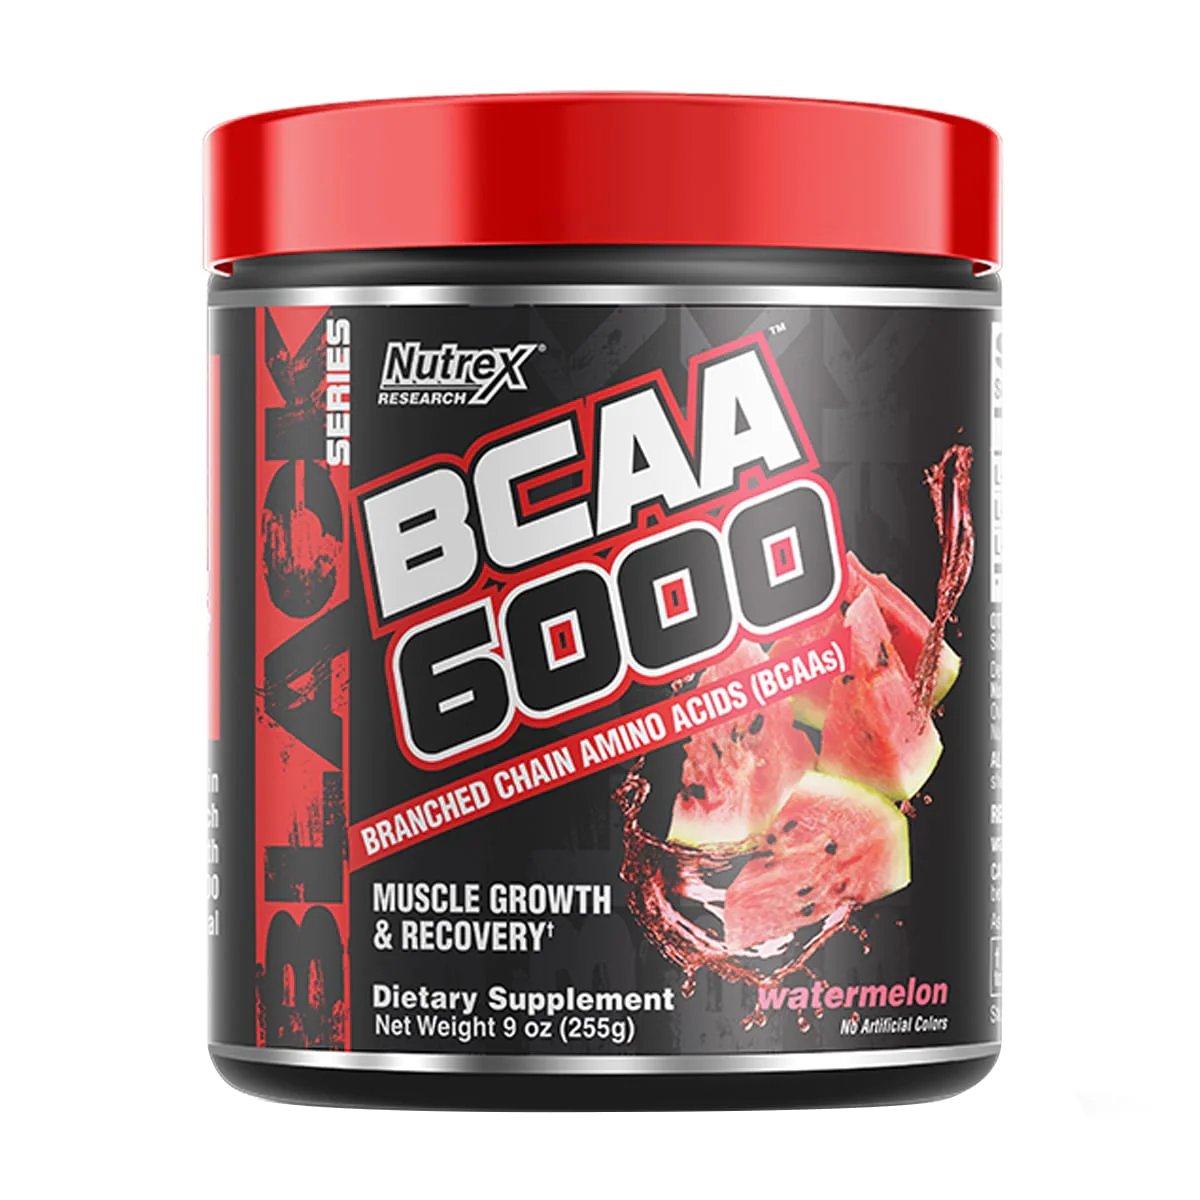 BLACK
SERIES
Nutrex®
RESEARCH
BCAA™
6000
BRANCHED CHAIN AMINO ACIDS (BCAAs)
MUSCLE GROWTH
& RECOVERY†
Dietary Supplement
Net Weight 9 oz (255g)
watermelon
No Artificial Colors